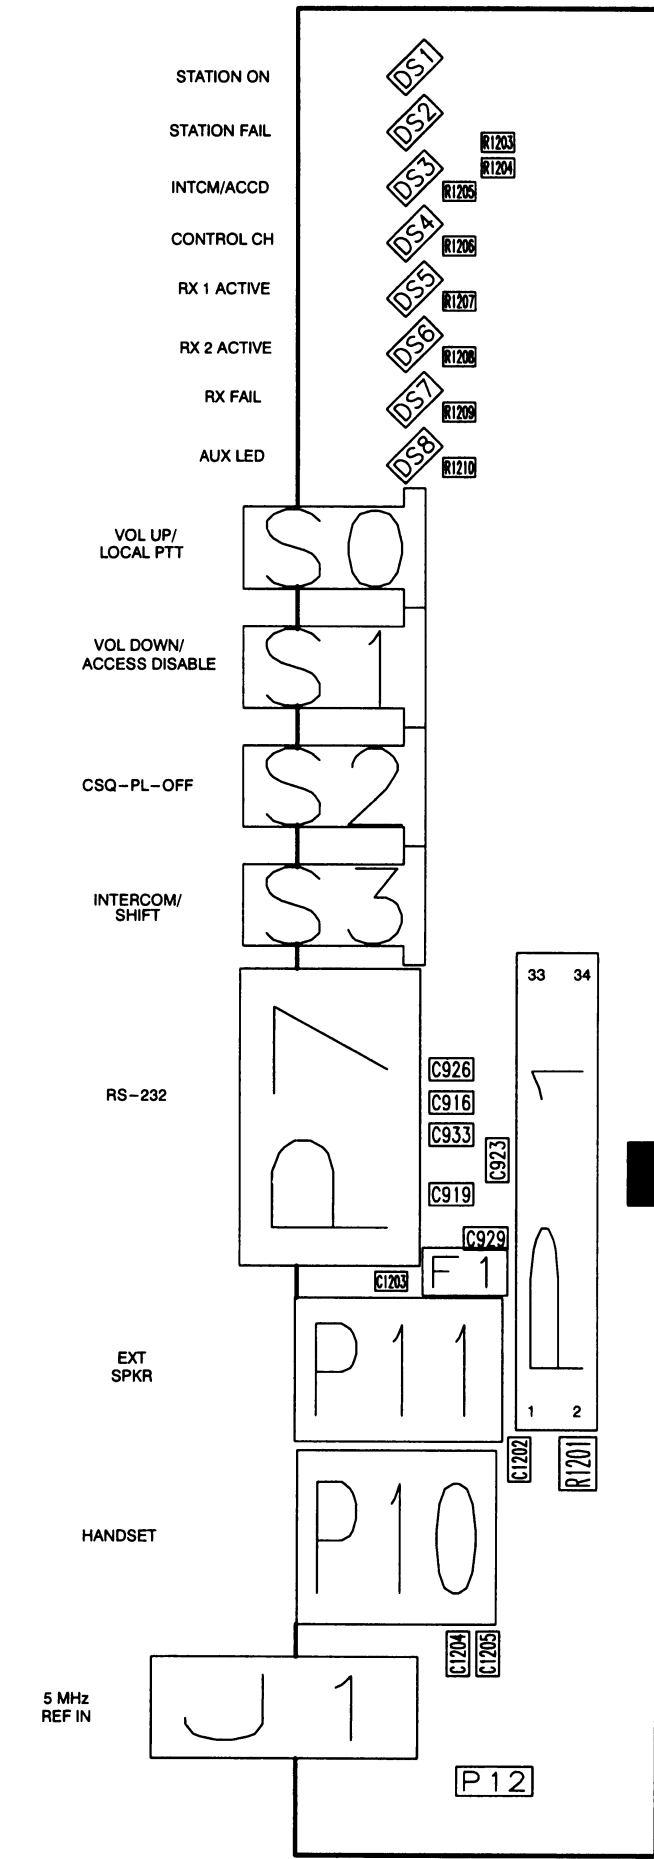 STATION ON
DS1
STATION FAIL
DS2
R1203
R1204
INTCM/ACCD
DS3
R1205
CONTROL CH
DS4
R1206
RX 1 ACTIVE
DS5
R1207
RX 2 ACTIVE
DS6
R1208
RX FAIL
DS7
R1209
AUX LED
DS8
R1210
VOL UP/
LOCAL PTT
S0
VOL DOWN/
ACCESS DISABLE
S1
CSQ-PL-OFF
S2
INTERCOM/
SHIFT
S3
RS-232
P7
C926
C916
C933
C923
C919
C929
C1203
F1
33 34
P1
1 2
EXT
SPKR
P11
C1202
R1201
HANDSET
P10
C1204
C1205
5 MHz
REF IN
J1
P12